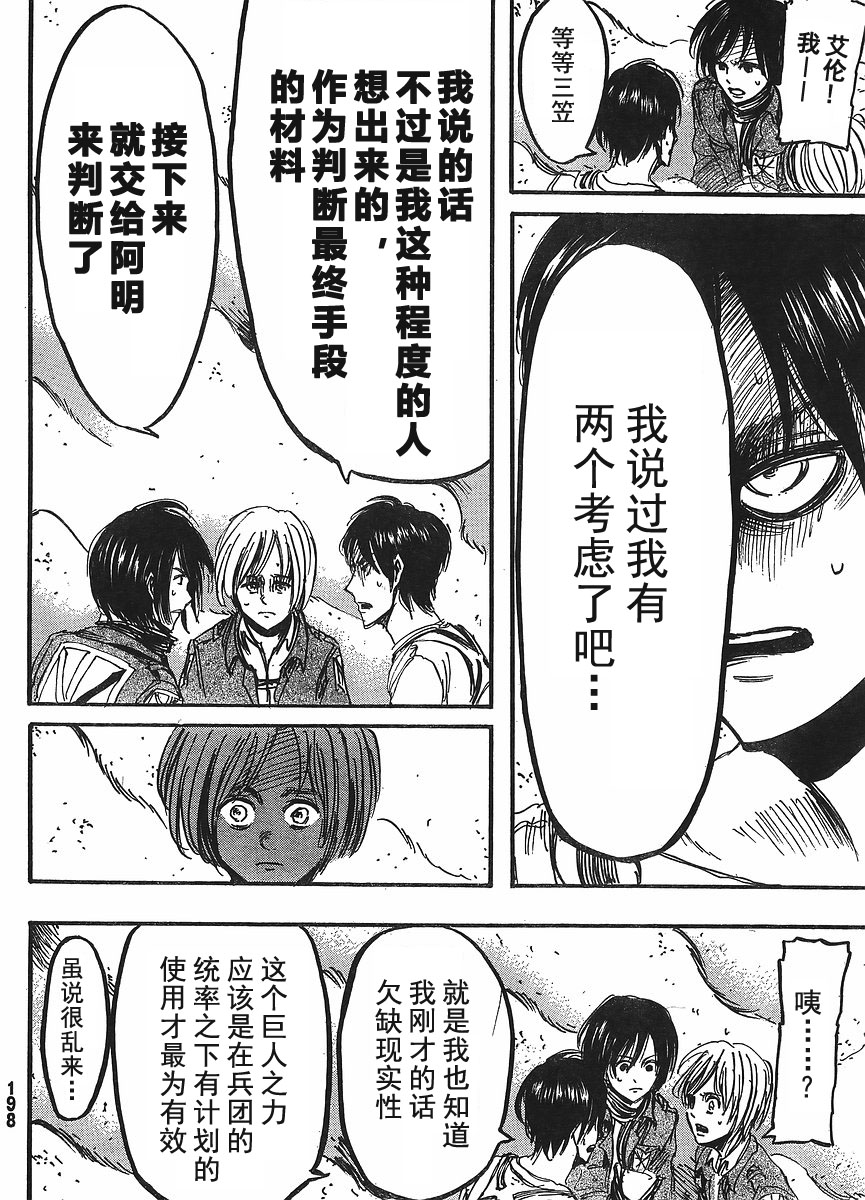 艾伦！
我——
等等三笠
我说过我有
两个考虑了吧…
我说的话
不过是我这种程度的人
想出来的，
作为判断最终手段
的材料
接下来
就交给阿明
来判断了
咦……？
就是我也知道
我刚才的话
欠缺现实性
这个巨人之力
应该是在兵团的
统率之下有计划的
使用才最为有效
虽说很乱来…
198